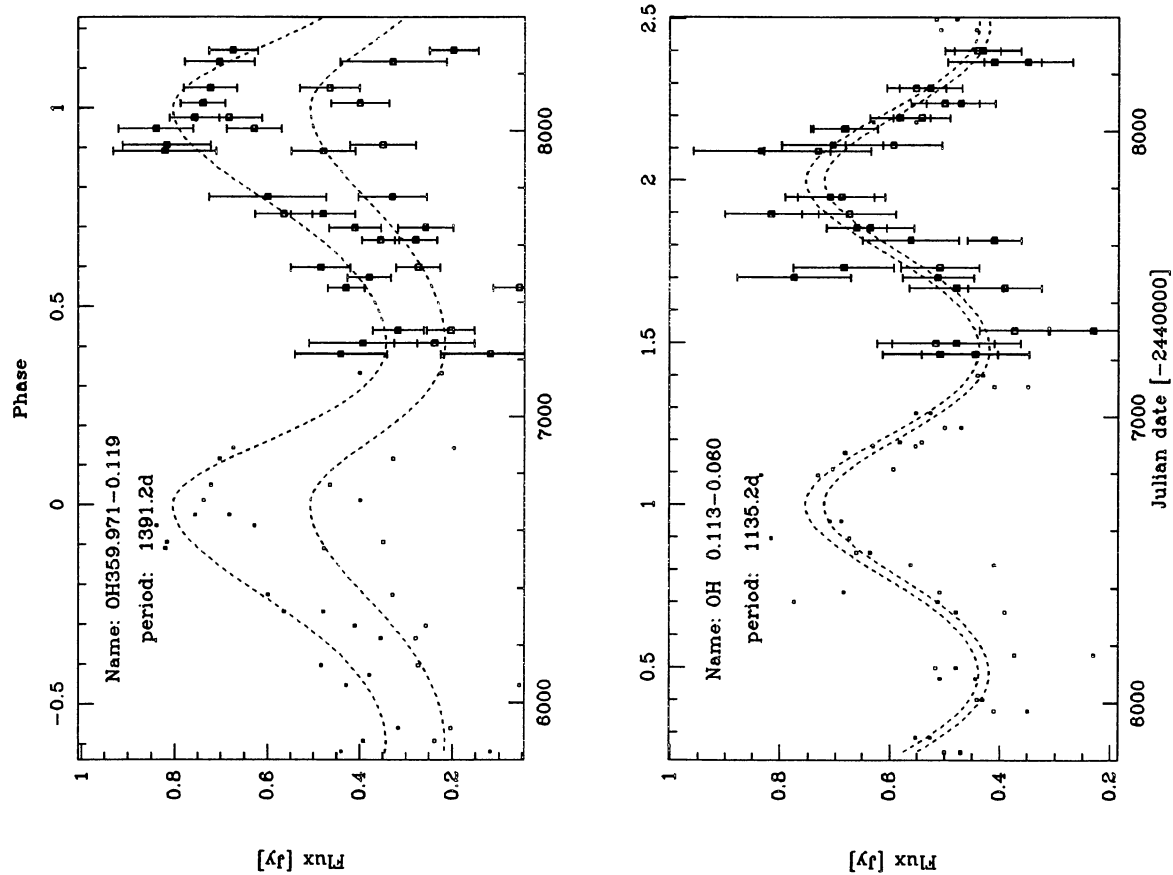 Phase
-0.5 0 0.5 1
Name: OH359.971-0.119
period: 1391.2d
1
0.8
0.6
0.4
0.2
Flux [Jy]
6000 7000 8000
0.5 1 1.5 2 2.5
Name: OH 0.113-0.060
period: 1135.2d
1
0.8
0.6
0.4
0.2
Flux [Jy]
6000 7000 8000
Julian date [-2440000]